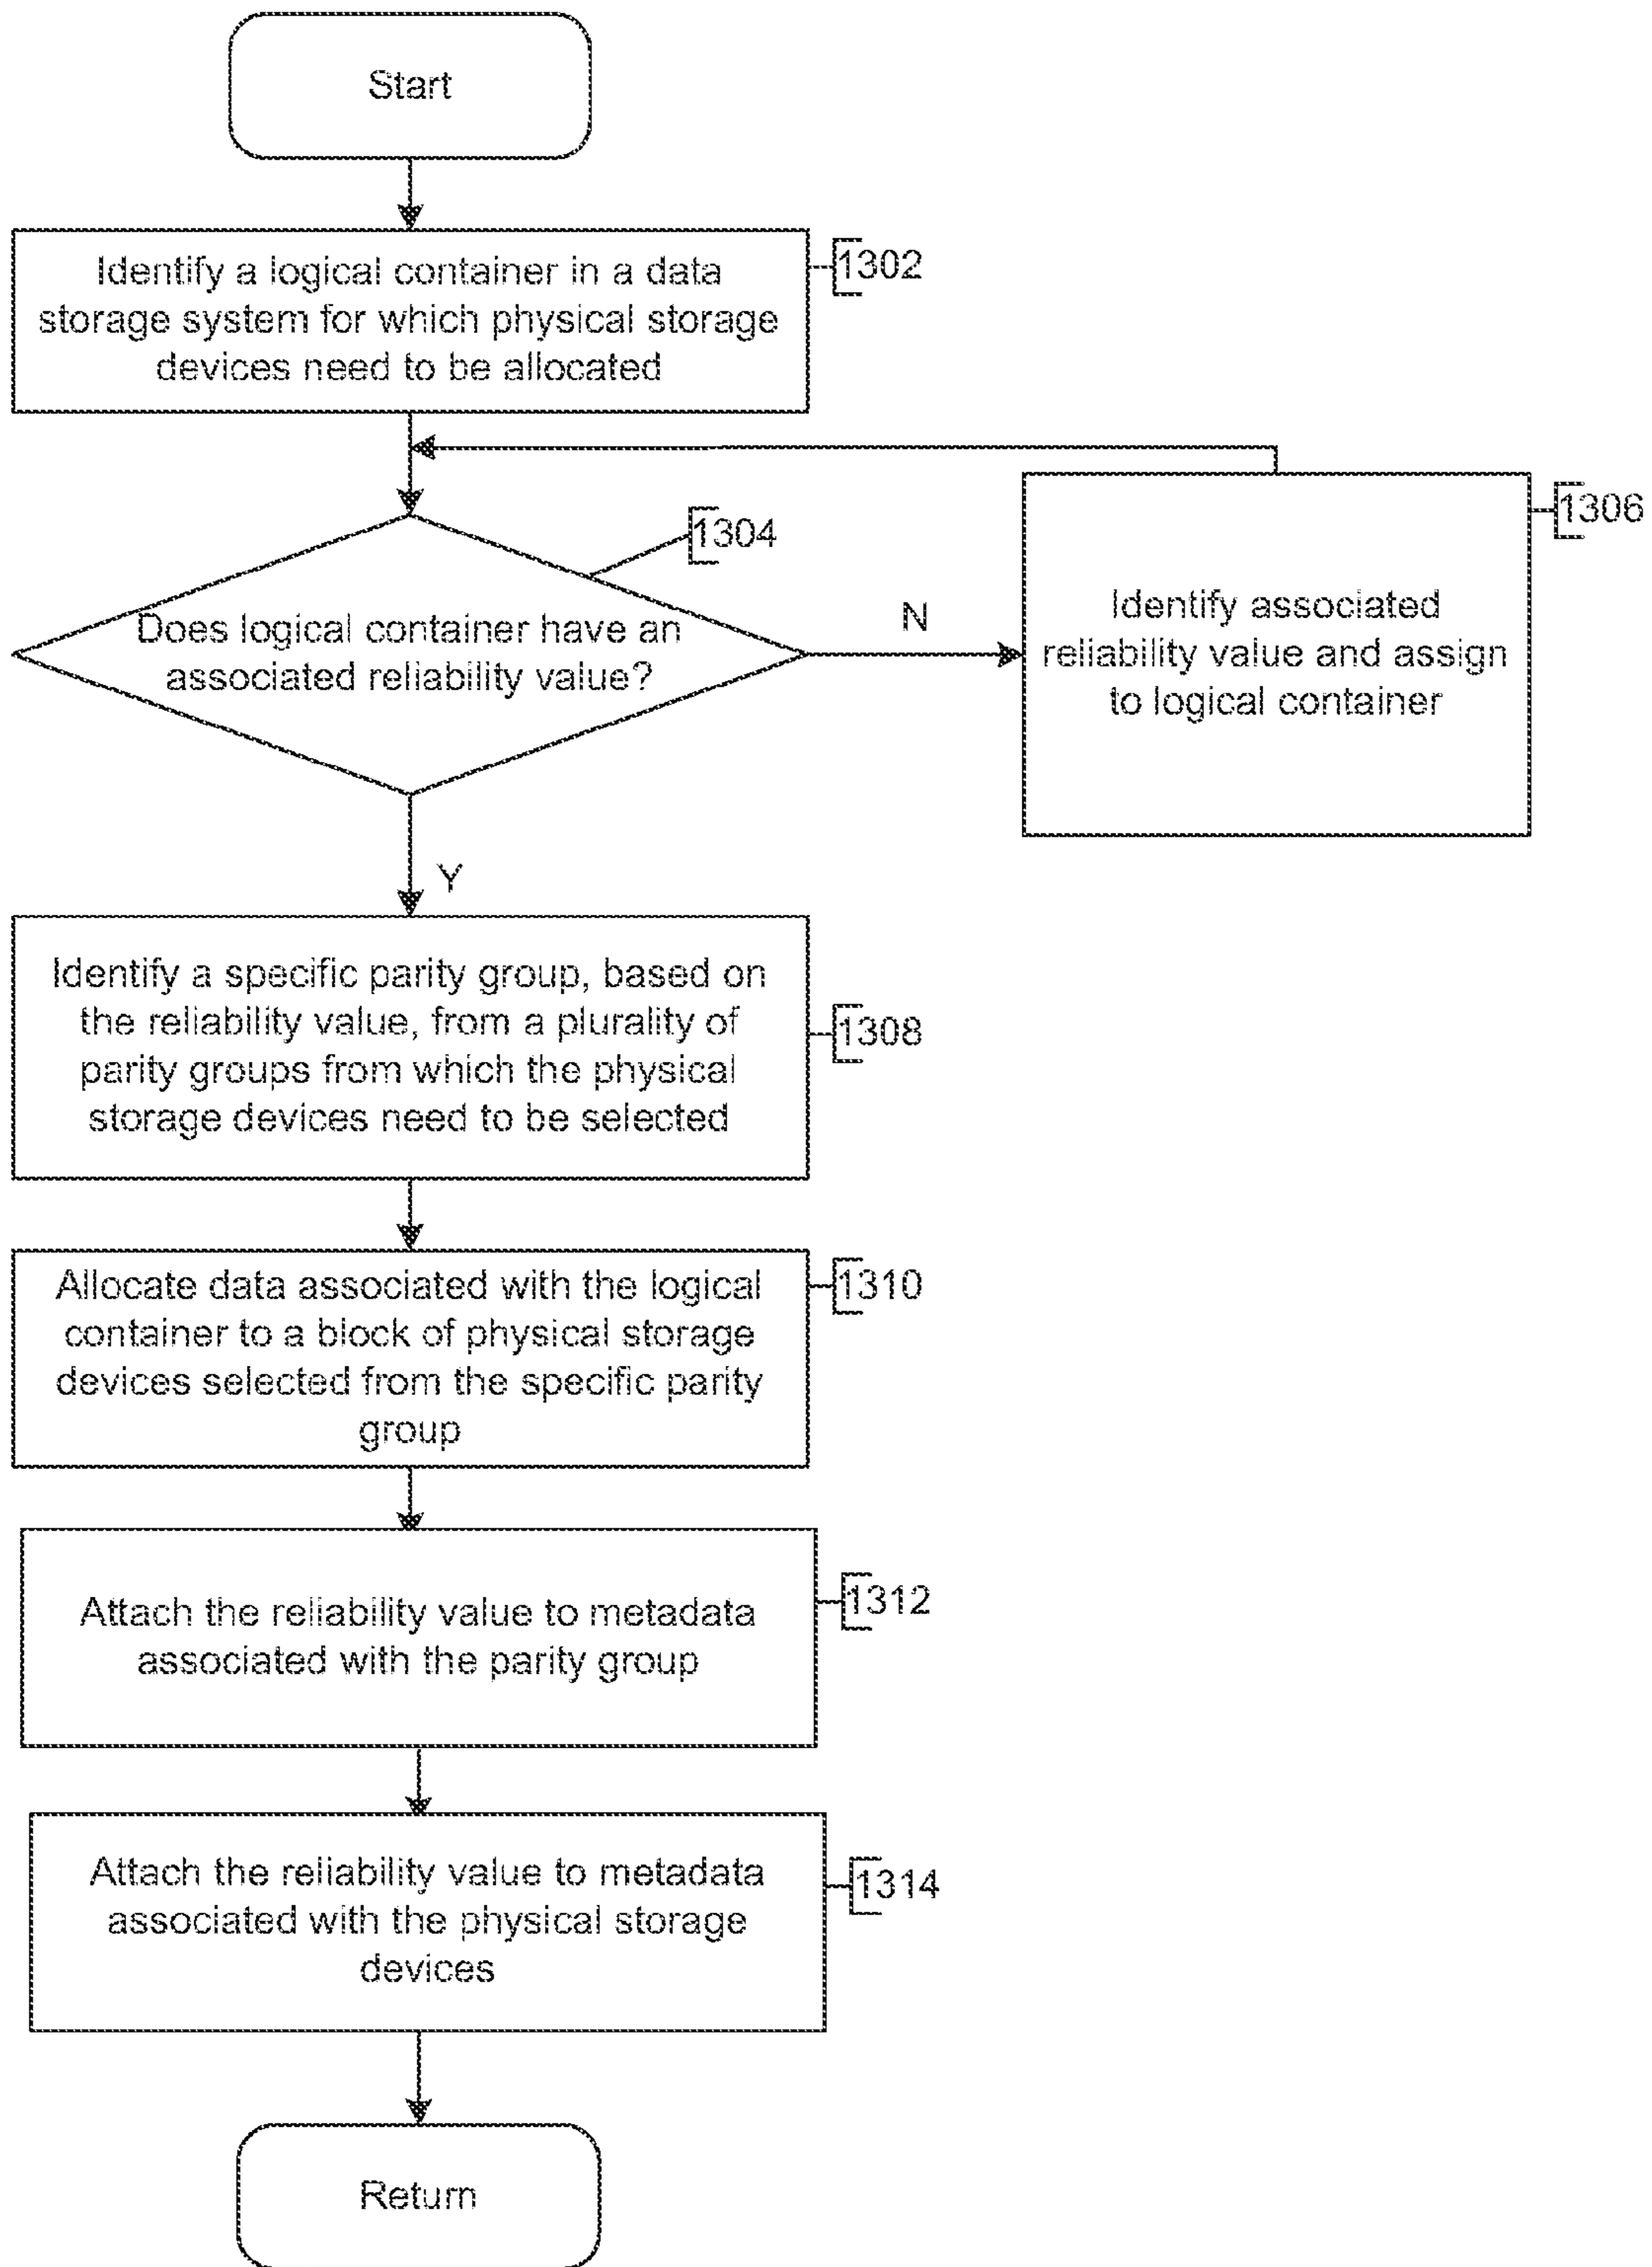 Start
Identify a logical container in a data
storage system for which physical storage
devices need to be allocated
1302
1304
Does logical container have an
associated reliability value?
N
1306
Identify associated
reliability value and assign
to logical container
Y
Identify a specific parity group, based on
the reliability value, from a plurality of
parity groups from which the physical
storage devices need to be selected
1308
Allocate data associated with the logical
container to a block of physical storage
devices selected from the specific parity
group
1310
Attach the reliability value to metadata
associated with the parity group
1312
Attach the reliability value to metadata
associated with the physical storage
devices
1314
Return